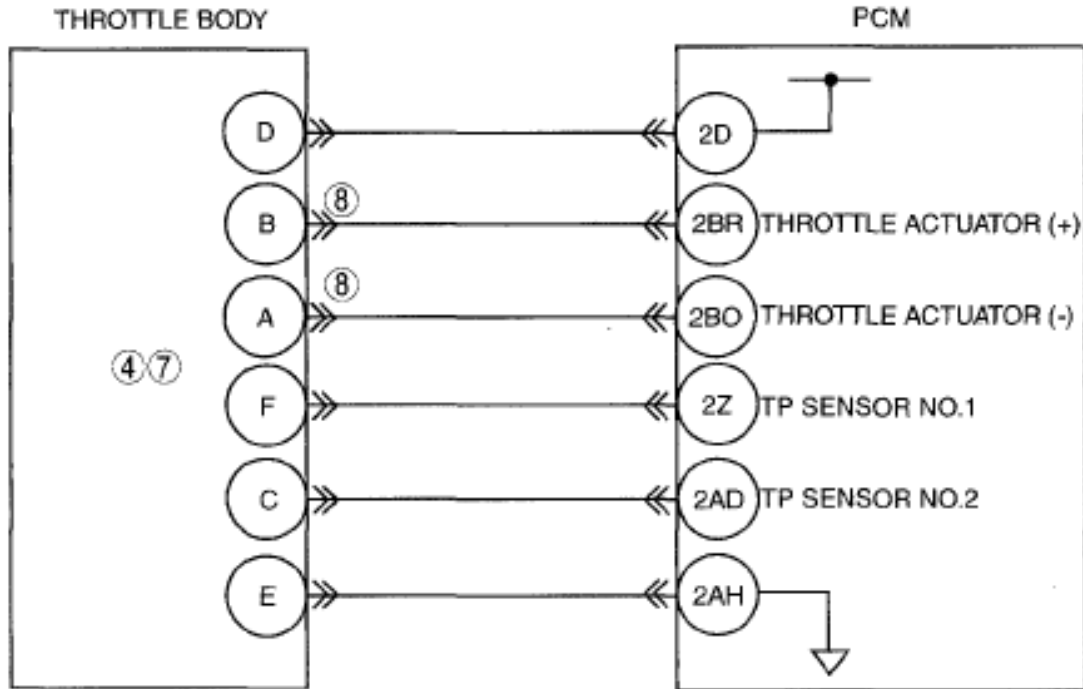 THROTTLE BODY
PCM
D
2D
B
⑧
2BR
THROTTLE ACTUATOR (+)
A
⑧
2BO
THROTTLE ACTUATOR (-)
④⑦
F
2Z
TP SENSOR NO.1
C
2AD
TP SENSOR NO.2
E
2AH